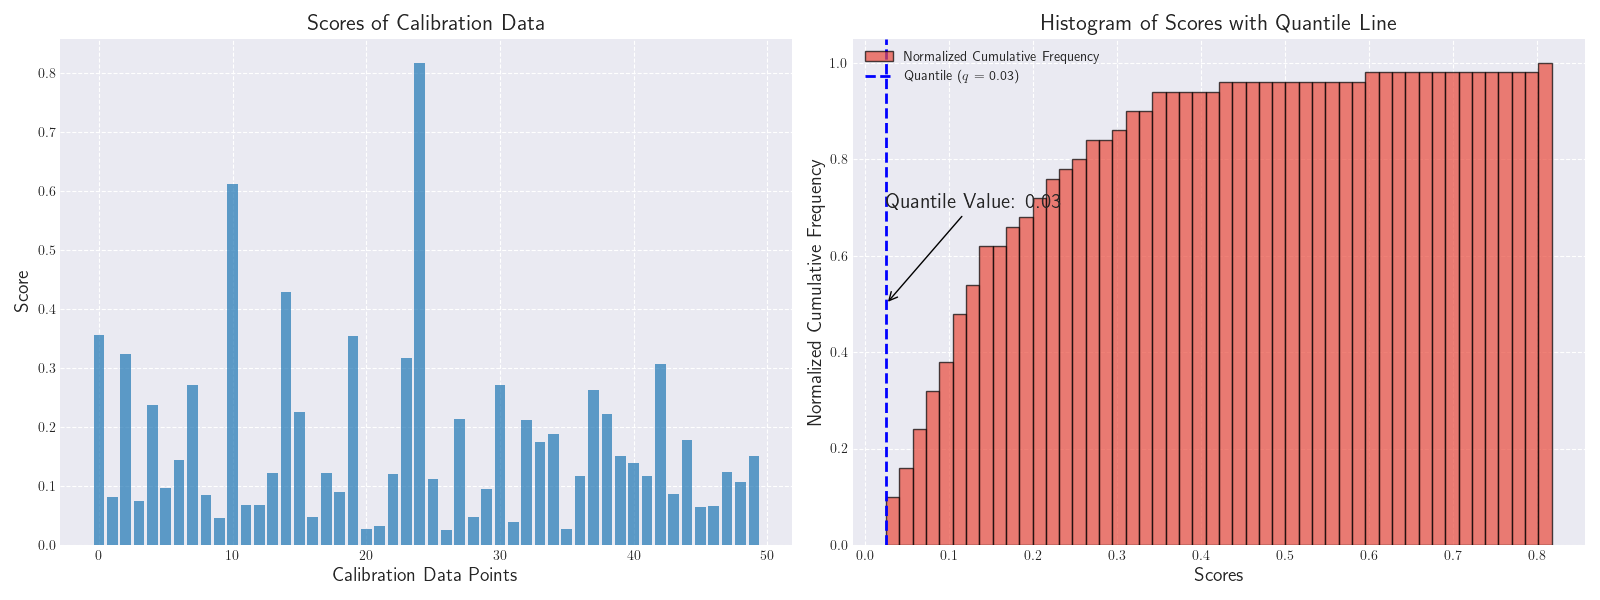 Scores of Calibration Data
Score
0.8
0.7
0.6
0.5
0.4
0.3
0.2
0.1
0.0
0 10 20 30 40 50
Calibration Data Points
Histogram of Scores with Quantile Line
Normalized Cumulative Frequency
Quantile (q = 0.03)
Quantile Value: 0.03
Normalized Cumulative Frequency
1.0
0.8
0.6
0.4
0.2
0.0
0.0 0.1 0.2 0.3 0.4 0.5 0.6 0.7 0.8
Scores